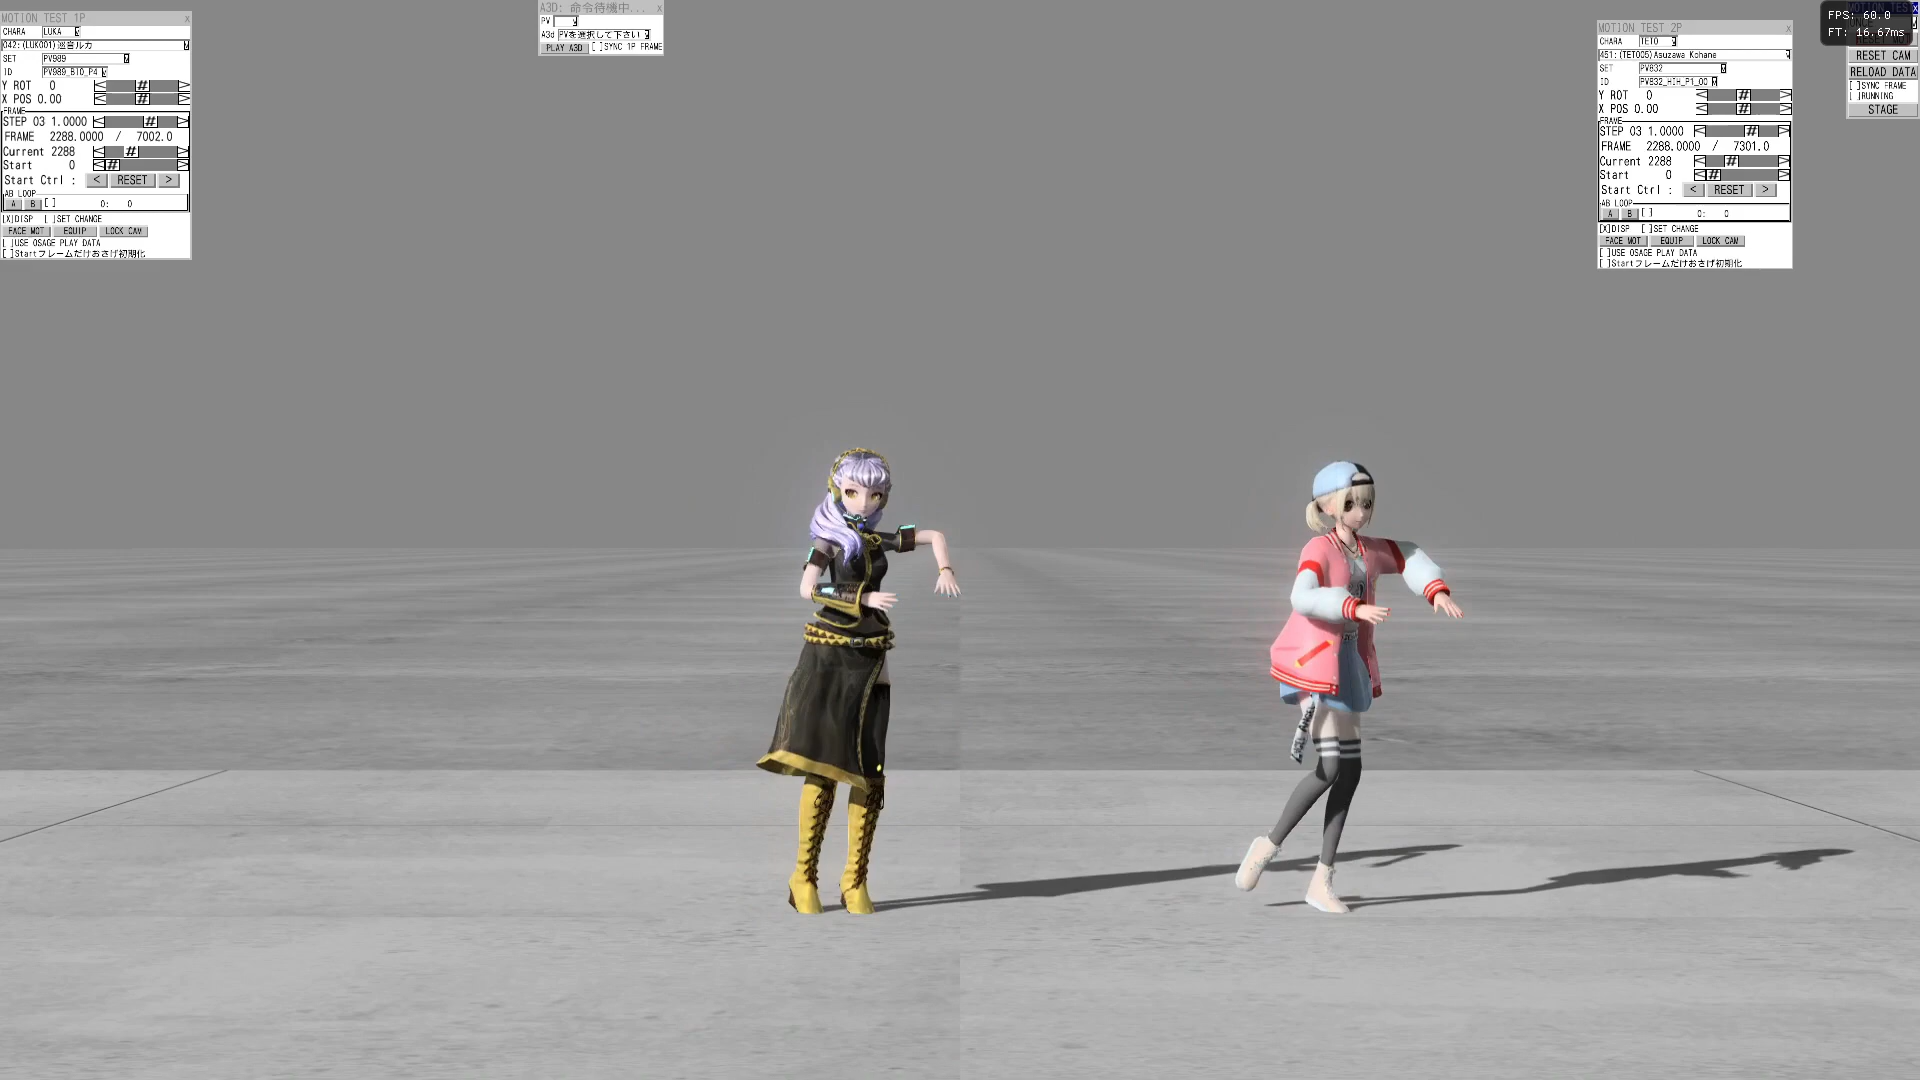 MOTION TEST 1P x
CHARA LUKA
042:(LUK001)巡音ルカ
SET PV989
ID PV989_BIO_P4
Y ROT 0
X POS 0.00
FRAME
STEP 03 1.0000
FRAME 2288.0000 / 7002.0
Current 2288
Start 0
Start Ctrl : < RESET >
AB LOOP
A B [ ] 0: 0
[X]DISP [ ]SET CHANGE
FACE MOT EQUIP LOCK CAM
[ ]USE OSAGE PLAY DATA
[ ]Startフレームだけおさげ初期化
A3D: 命令待機中... x
PV
A3d PVを選択して下さい
PLAY A3D [ ]SYNC 1P FRAME
MOTION TEST 2P x
CHARA TETO
451:(TET005)Asuzawa Kohane
SET PV832
ID PV832_HIH_P1_00
Y ROT 0
X POS 0.00
FRAME
STEP 03 1.0000
FRAME 2288.0000 / 7301.0
Current 2288
Start 0
Start Ctrl : < RESET >
AB LOOP
A B [ ] 0: 0
[X]DISP [ ]SET CHANGE
FACE MOT EQUIP LOCK CAM
[ ]USE OSAGE PLAY DATA
[ ]Startフレームだけおさげ初期化
FPS: 60.0
FT: 16.67ms
RESET CAM
RELOAD DATA
[ ]SYNC FRAME
[ ]RUNNING
STAGE